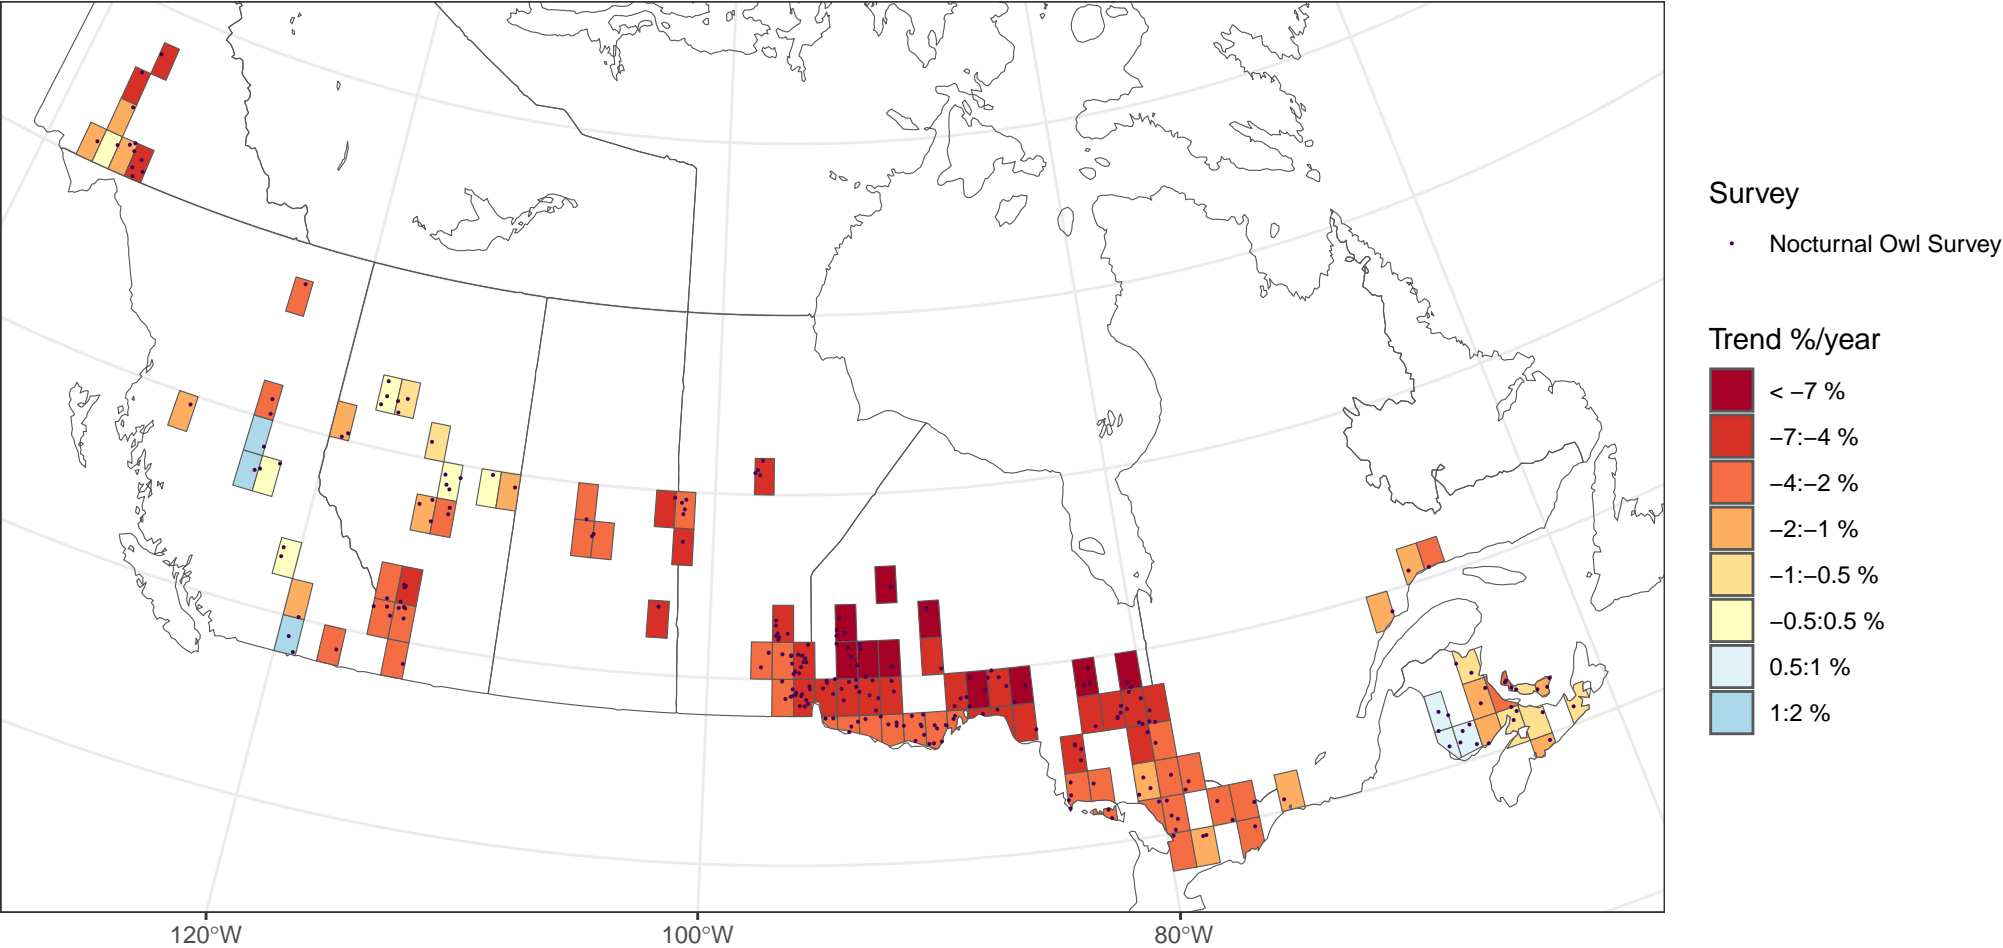 Survey
Nocturnal Owl Survey
Trend %/year
< −7 %
−7:−4 %
−4:−2 %
−2:−1 %
−1:−0.5 %
−0.5:0.5 %
0.5:1 %
1:2 %
120°W
100°W
80°W